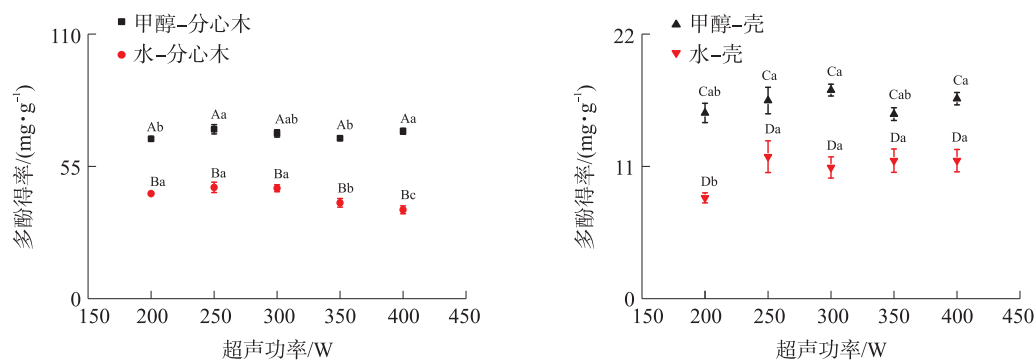 110
甲醇–分心木
水–分心木
Ab
Aa
Aab
Ab
Aa
55
Ba
Ba
Ba
Bb
Bc
0
150 200 250 300 350 400 450
超声功率/W
多酚得率/(mg•g⁻¹)
22
甲醇–壳
水–壳
Cab
Ca
Ca
Cab
Ca
11
Db
Da
Da
Da
Da
0
150 200 250 300 350 400 450
超声功率/W
多酚得率/(mg•g⁻¹)